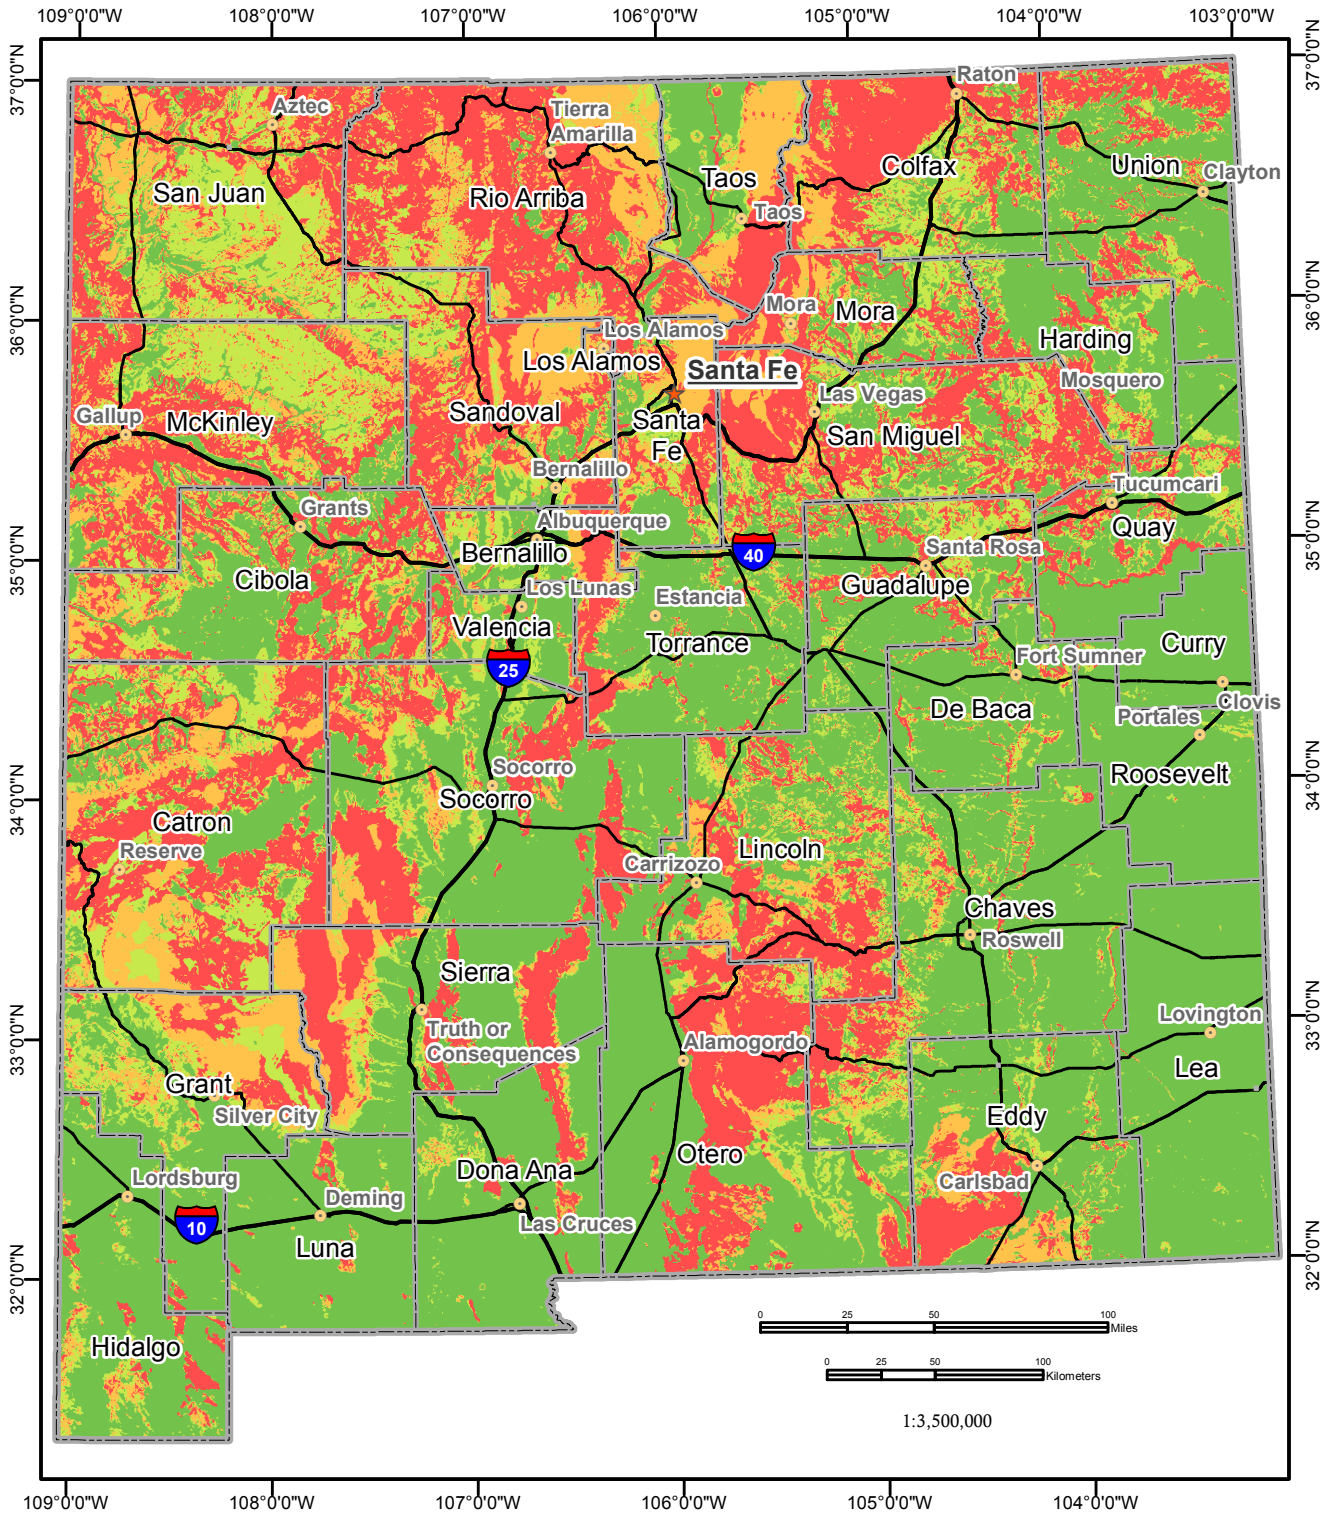 109°0'0"W
108°0'0"W
107°0'0"W
106°0'0"W
105°0'0"W
104°0'0"W
103°0'0"W
37°0'0"N
36°0'0"N
35°0'0"N
34°0'0"N
33°0'0"N
32°0'0"N
37°0'0"N
36°0'0"N
35°0'0"N
34°0'0"N
33°0'0"N
32°0'0"N
Raton
Aztec
Tierra
Amarilla
San Juan
Rio Arriba
Taos
Taos
Colfax
Union
Clayton
Mora
Mora
Los Alamos
Los Alamos
Harding
Mosquero
Santa Fe
Las Vegas
Gallup
McKinley
Sandoval
Santa
Fe
San Miguel
Bernalillo
Grants
Albuquerque
Tucumcari
Quay
Bernalillo
40
Santa Rosa
Cibola
Los Lunas
Estancia
Guadalupe
Valencia
Torrance
Curry
25
Fort Sumner
Clovis
De Baca
Portales
Socorro
Socorro
Roosevelt
Catron
Reserve
Lincoln
Carrizozo
Chaves
Roswell
Sierra
Truth or
Consequences
Alamogordo
Lovington
Lea
Grant
Silver City
Eddy
Otero
Dona Ana
Carlsbad
Lordsburg
Deming
Las Cruces
10
Luna
Hidalgo
0 25 50 100
Miles
0 25 50 100
Kilometers
1:3,500,000
109°0'0"W
108°0'0"W
107°0'0"W
106°0'0"W
105°0'0"W
104°0'0"W